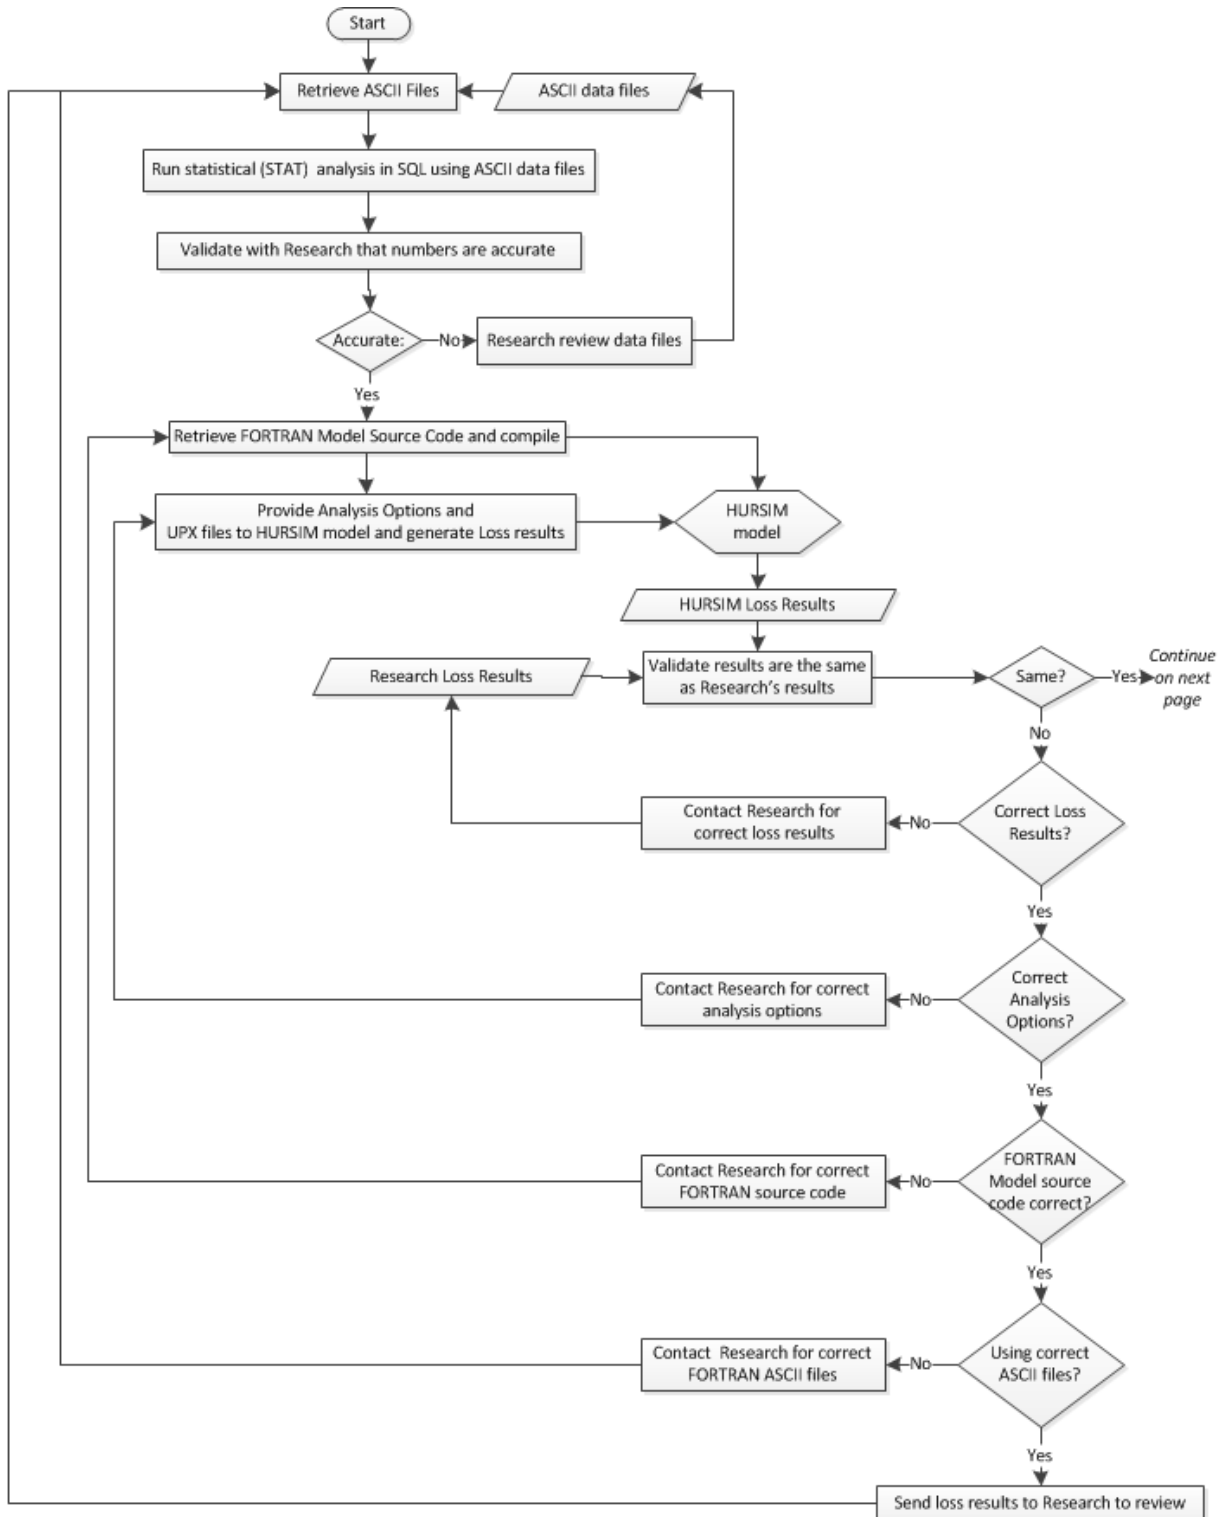 Start
Retrieve ASCII Files
ASCII data files
Run statistical (STAT) analysis in SQL using ASCII data files
Validate with Research that numbers are accurate
Accurate:
No
Research review data files
Yes
Retrieve FORTRAN Model Source Code and compile
Provide Analysis Options and
UPX files to HURSIM model and generate Loss results
HURSIM
model
HURSIM Loss Results
Research Loss Results
Validate results are the same
as Research's results
Same?
Yes
Continue
on next
page
No
Correct Loss
Results?
No
Contact Research for
correct loss results
Yes
Correct
Analysis
Options?
No
Contact Research for correct
analysis options
Yes
FORTRAN
Model source
code correct?
No
Contact Research for correct
FORTRAN source code
Yes
Using correct
ASCII files?
No
Contact Research for correct
FORTRAN ASCII files
Yes
Send loss results to Research to review